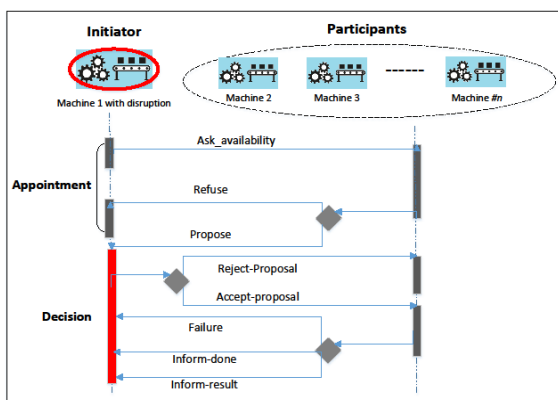 Initiator
Participants
Machine 1 with disruption
Machine 2
Machine 3
Machine #n
Ask_availability
Appointment
Refuse
Propose
Reject-Proposal
Accept-proposal
Decision
Failure
Inform-done
Inform-result